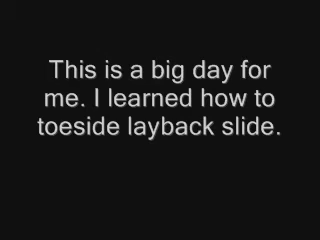 This is a big day for
me. I learned how to
toeside layback slide.